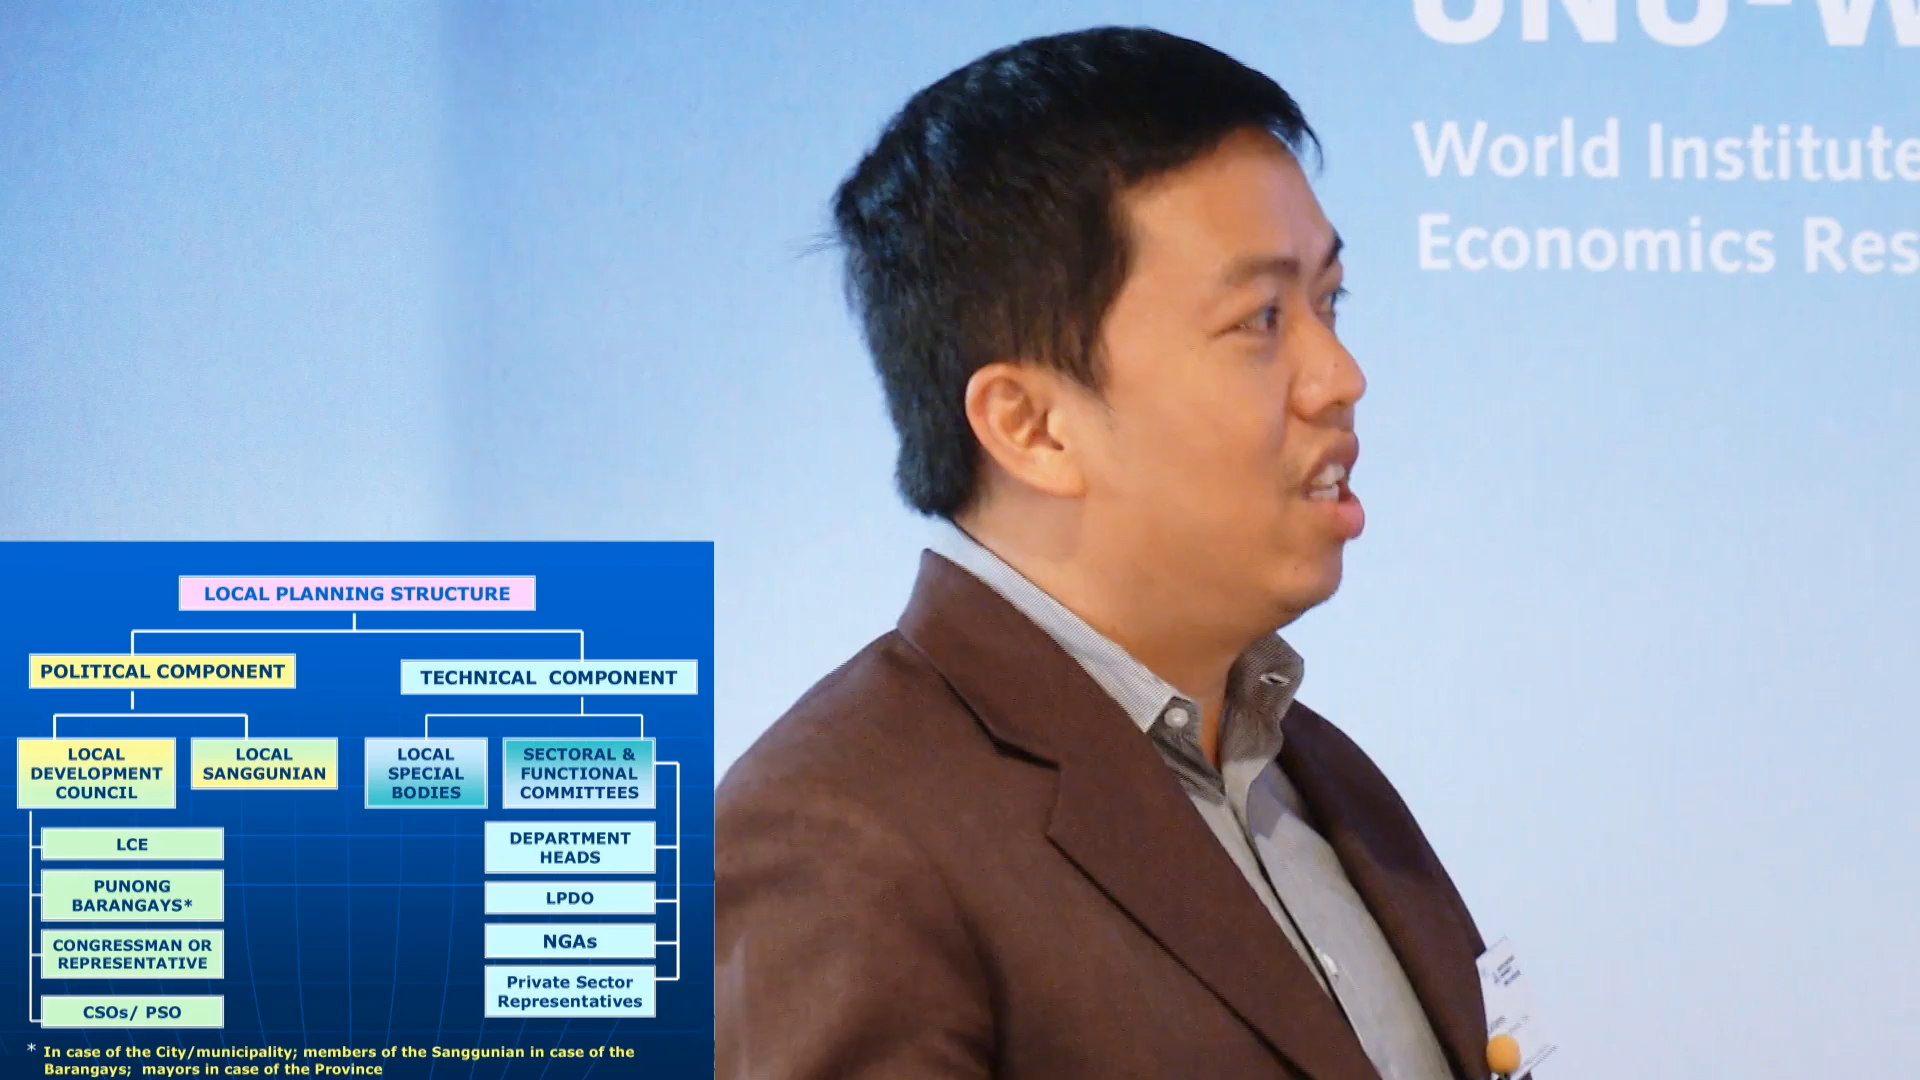 UNU-W
World Institute
Economics Res
LOCAL PLANNING STRUCTURE
POLITICAL COMPONENT
TECHNICAL COMPONENT
LOCAL
DEVELOPMENT
COUNCIL
LOCAL
SANGGUNIAN
LOCAL
SPECIAL
BODIES
SECTORAL &
FUNCTIONAL
COMMITTEES
LCE
PUNONG
BARANGAYS*
CONGRESSMAN OR
REPRESENTATIVE
CSOs/ PSO
DEPARTMENT
HEADS
LPDO
NGAs
Private Sector
Representatives
* In case of the City/municipality; members of the Sanggunian in case of the
Barangays; mayors in case of the Province